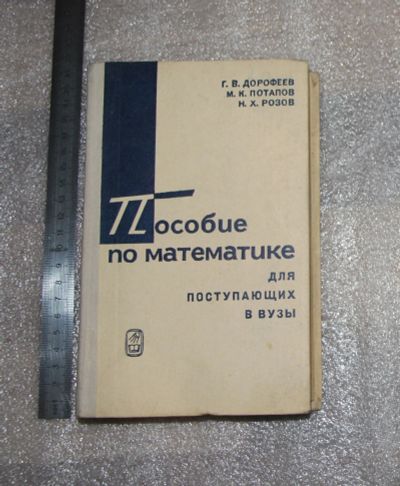 Г. В. ДОРОФЕЕВ
М. К. ПОТАПОВ
Н. Х. РОЗОВ
Пособие
по математике
ДЛЯ
ПОСТУПАЮЩИХ
В ВУЗЫ